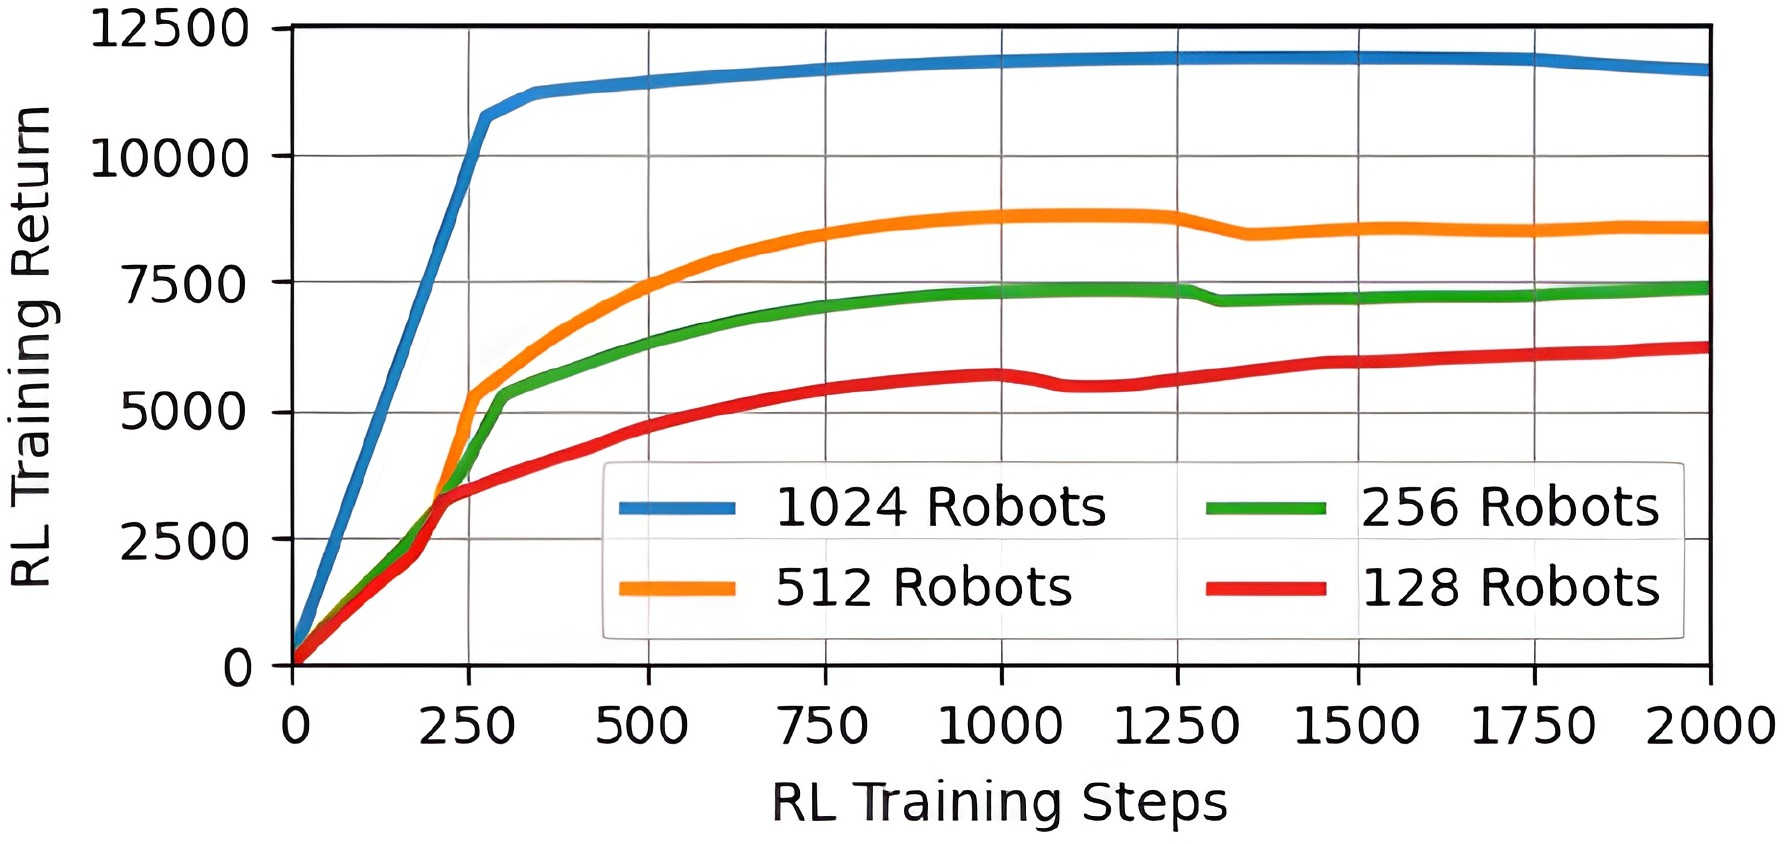 12500
10000
7500
5000
2500
0
RL Training Return
1024 Robots
256 Robots
512 Robots
128 Robots
0 250 500 750 1000 1250 1500 1750 2000
RL Training Steps